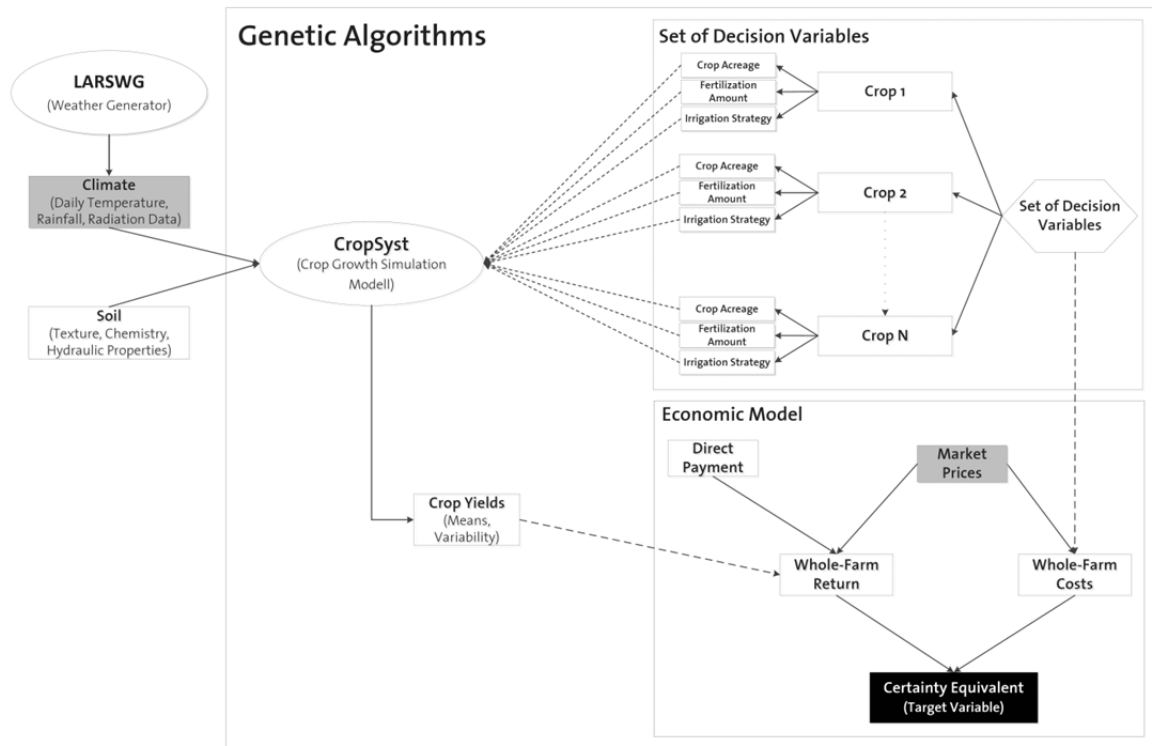 Genetic Algorithms
LARSWG
(Weather Generator)
Climate
(Daily Temperature,
Rainfall, Radiation Data)
Soil
(Texture, Chemistry,
Hydraulic Properties)
CropSyst
(Crop Growth Simulation
Modell)
Crop Yields
(Means,
Variability)
Set of Decision Variables
Crop Acreage
Fertilization
Amount
Irrigation Strategy
Crop 1
Crop Acreage
Fertilization
Amount
Irrigation Strategy
Crop 2
Crop Acreage
Fertilization
Amount
Irrigation Strategy
Crop N
Set of Decision
Variables
Economic Model
Direct
Payment
Market
Prices
Whole-Farm
Return
Whole-Farm
Costs
Certainty Equivalent
(Target Variable)